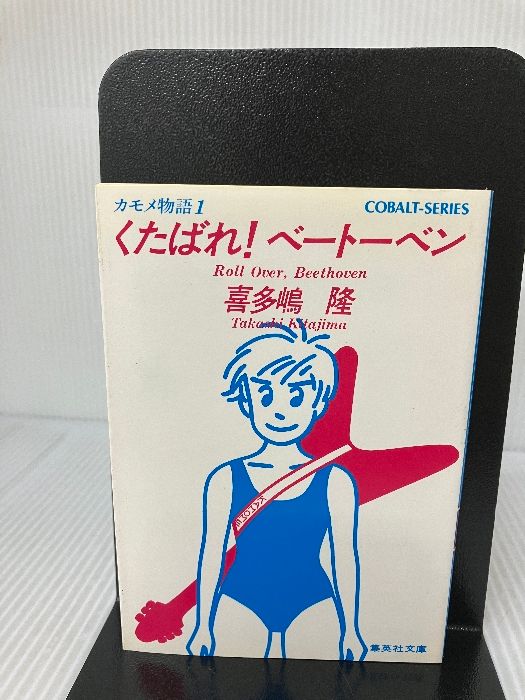 カモメ物語1
COBALT-SERIES
くたばれ！ベートーベン
Roll Over, Beethoven
喜多嶋 隆
Takashi Kitajima
集英社文庫